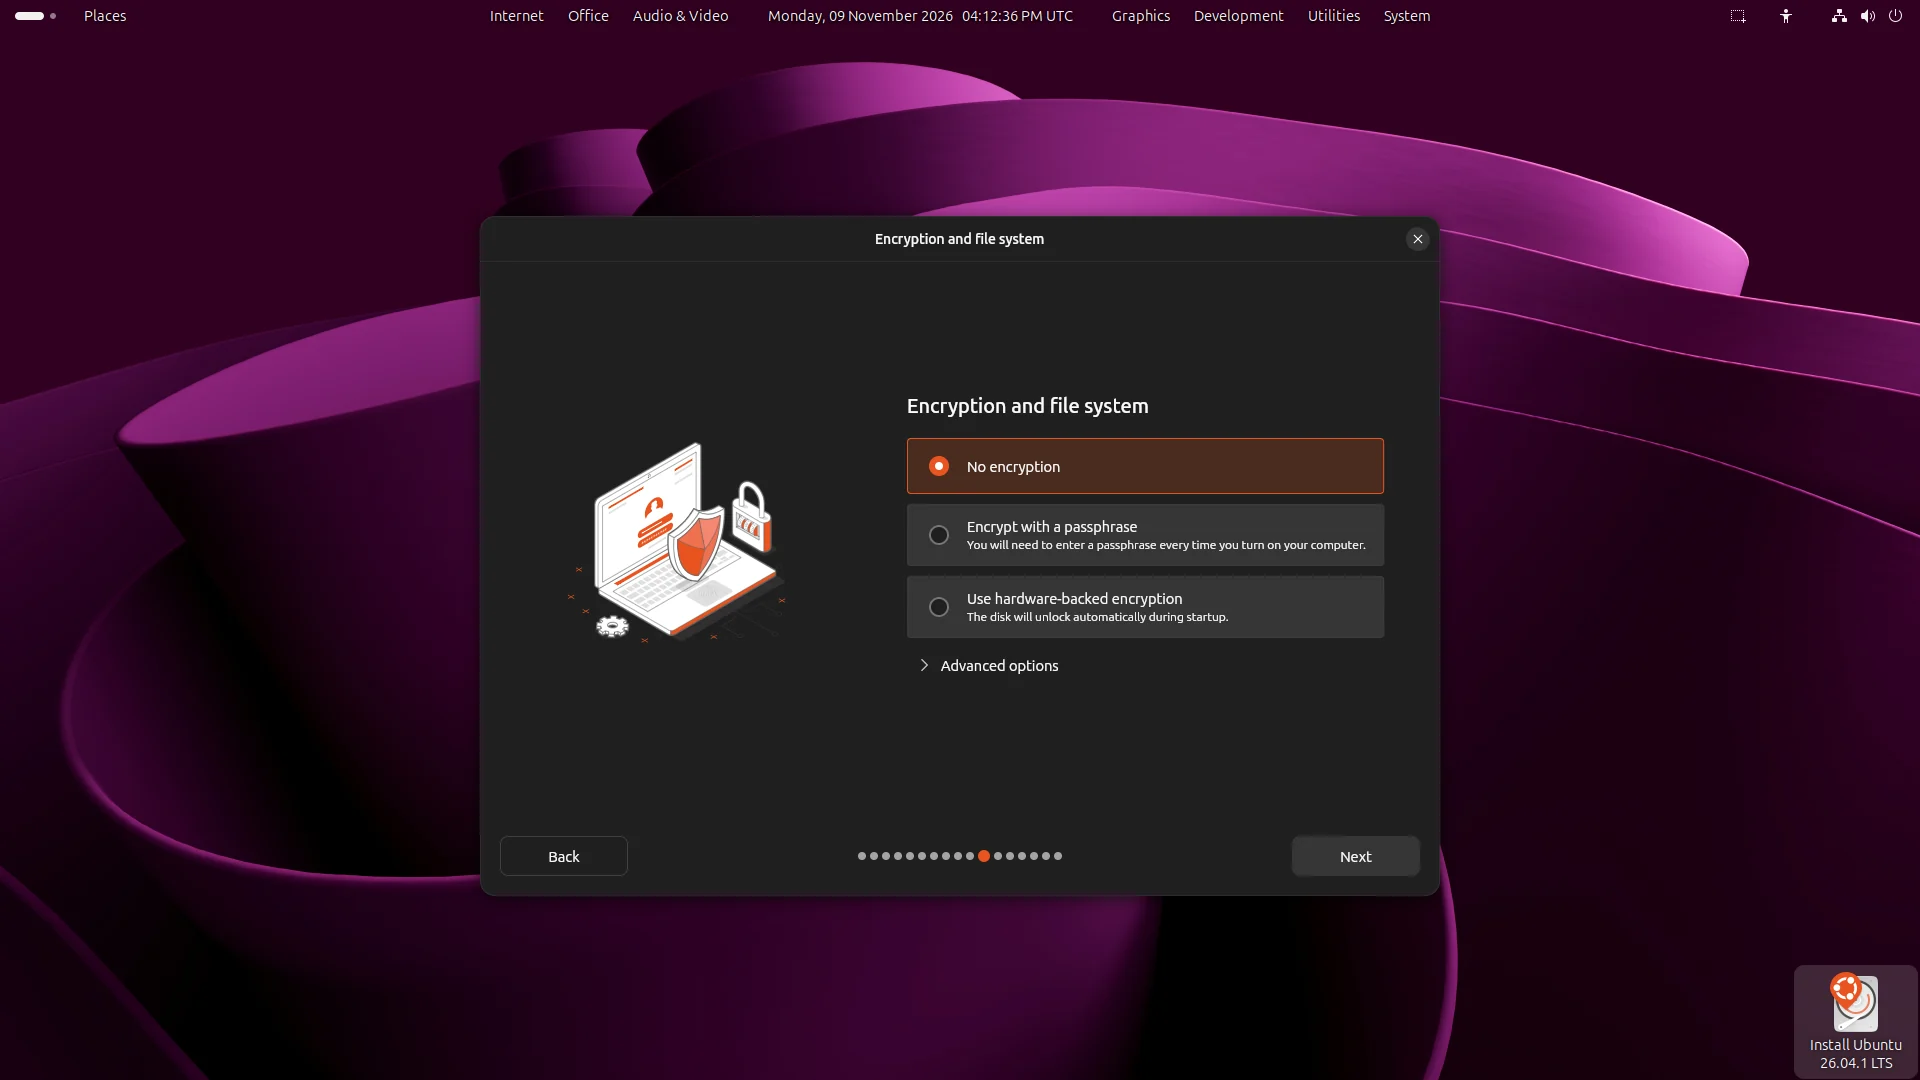 Places
Internet Office Audio & Video Monday, 09 November 2026 04:12:36 PM UTC Graphics Development Utilities System
Encryption and file system
Encryption and file system
No encryption
Encrypt with a passphrase
You will need to enter a passphrase every time you turn on your computer.
Use hardware-backed encryption
The disk will unlock automatically during startup.
Advanced options
Back
Next
Install Ubuntu
26.04.1 LTS